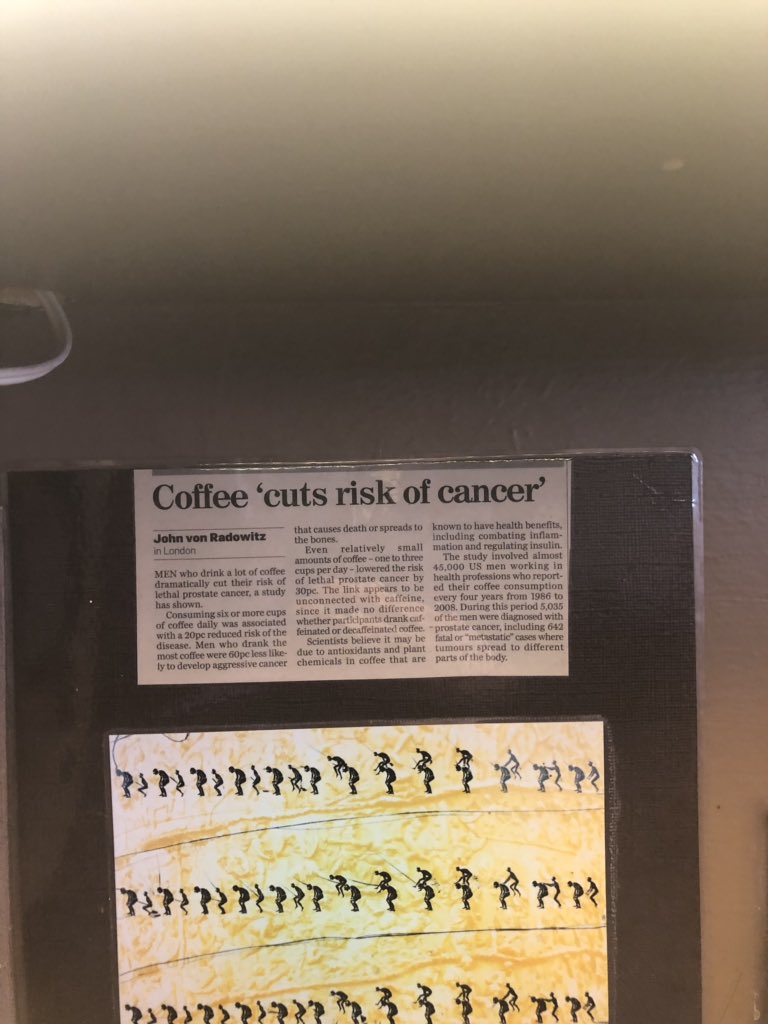 Coffee ‘cuts risk of cancer’
John von Radowitz
in London
MEN who drink a lot of coffee
dramatically cut their risk of
lethal prostate cancer, a study
has shown.
Consuming six or more cups
of coffee daily was associated
with a 20pc reduced risk of the
disease. Men who drank the
most coffee were 60pc less like-
ly to develop aggressive cancer
that causes death or spreads to
the bones.
Even relatively small
amounts of coffee – one to three
cups per day – lowered the risk
of lethal prostate cancer by
30pc. The link appears to be
unconnected with caffeine,
since it made no difference
whether participants drank caf-
feinated or decaffeinated coffee.
Scientists believe it may be
due to antioxidants and plant
chemicals in coffee that are
known to have health benefits,
including combating inflam-
mation and regulating insulin.
The study involved almost
45,000 US men working in
health professions who report-
ed their coffee consumption
every four years from 1986 to
2008. During this period 5,035
of the men were diagnosed with
prostate cancer, including 642
fatal or “metastatic” cases where
tumours spread to different
parts of the body.